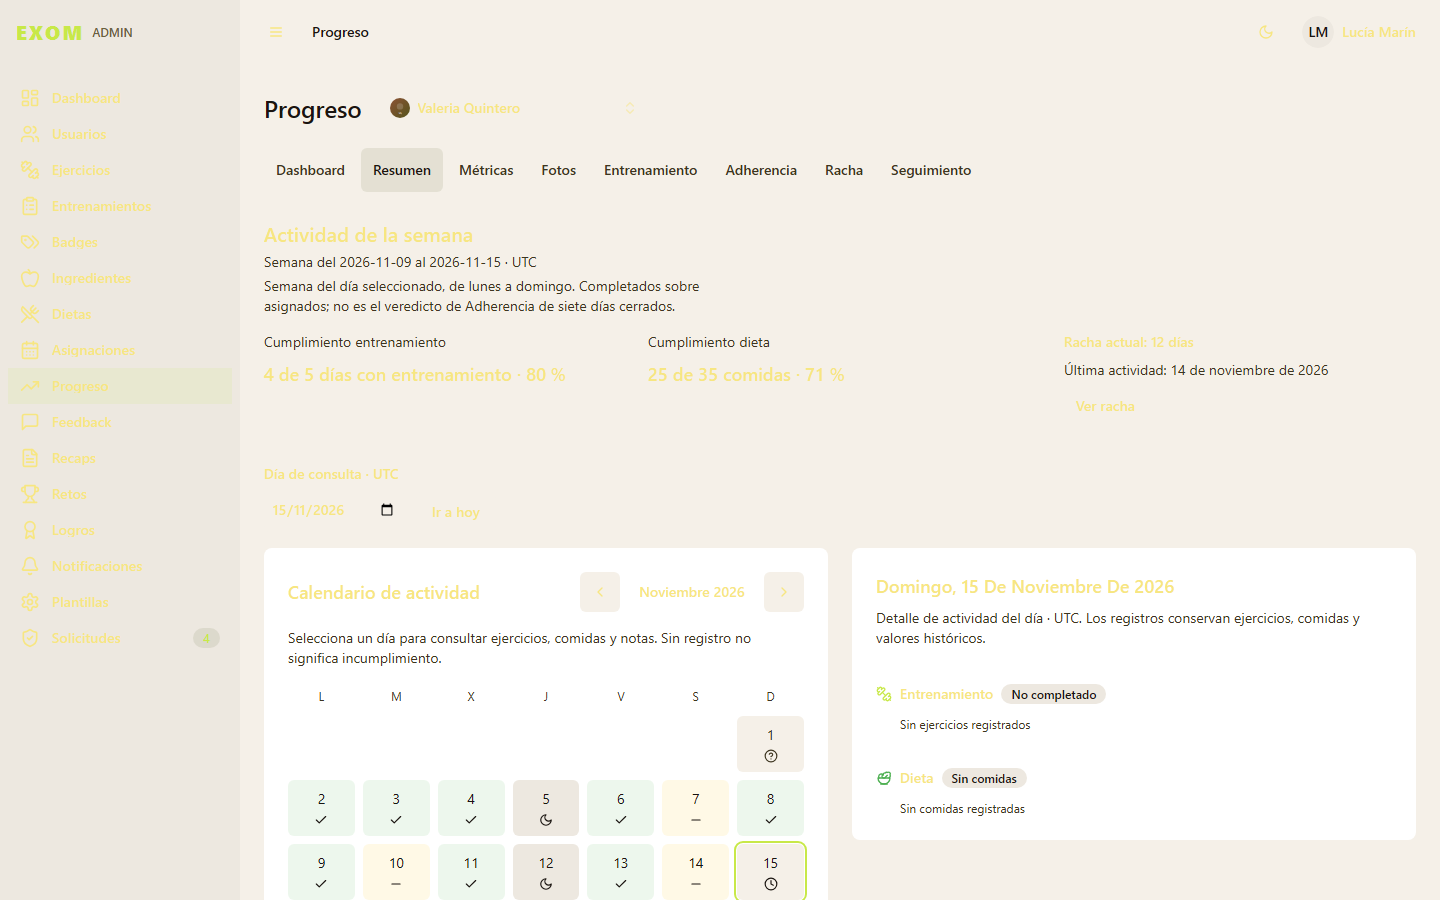 EXOM ADMIN
Progreso
LM Lucía Marín
Dashboard
Usuarios
Ejercicios
Entrenamientos
Badges
Ingredientes
Dietas
Asignaciones
Progreso
Feedback
Recaps
Retos
Logros
Notificaciones
Plantillas
Solicitudes 4
Progreso Valeria Quintero
Dashboard Resumen Métricas Fotos Entrenamiento Adherencia Racha Seguimiento
Actividad de la semana
Semana del 2026-11-09 al 2026-11-15 · UTC
Semana del día seleccionado, de lunes a domingo. Completados sobre
asignados; no es el veredicto de Adherencia de siete días cerrados.
Cumplimiento entrenamiento
4 de 5 días con entrenamiento · 80 %
Cumplimiento dieta
25 de 35 comidas · 71 %
Racha actual: 12 días
Última actividad: 14 de noviembre de 2026
Ver racha
Día de consulta · UTC
15/11/2026 Ir a hoy
Calendario de actividad Noviembre 2026
Selecciona un día para consultar ejercicios, comidas y notas. Sin registro no
significa incumplimiento.
L M X J V S D
1
2 3 4 5 6 7 8
9 10 11 12 13 14 15
Domingo, 15 De Noviembre De 2026
Detalle de actividad del día · UTC. Los registros conservan ejercicios, comidas y
valores históricos.
Entrenamiento No completado
Sin ejercicios registrados
Dieta Sin comidas
Sin comidas registradas